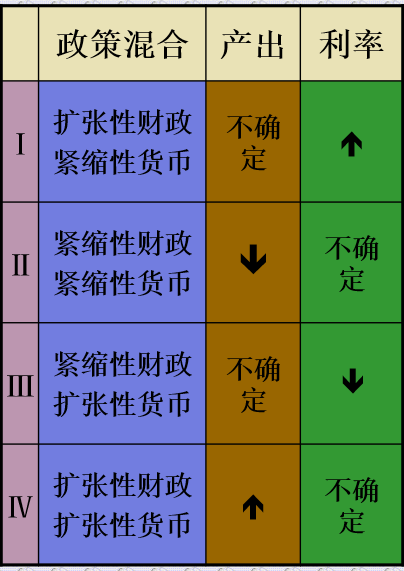 政策混合 产出 利率
I 扩张性财政 紧缩性货币 不确定 ↑
II 紧缩性财政 紧缩性货币 ↓ 不确定
III 紧缩性财政 扩张性货币 不确定 ↓
IV 扩张性财政 扩张性货币 ↑ 不确定